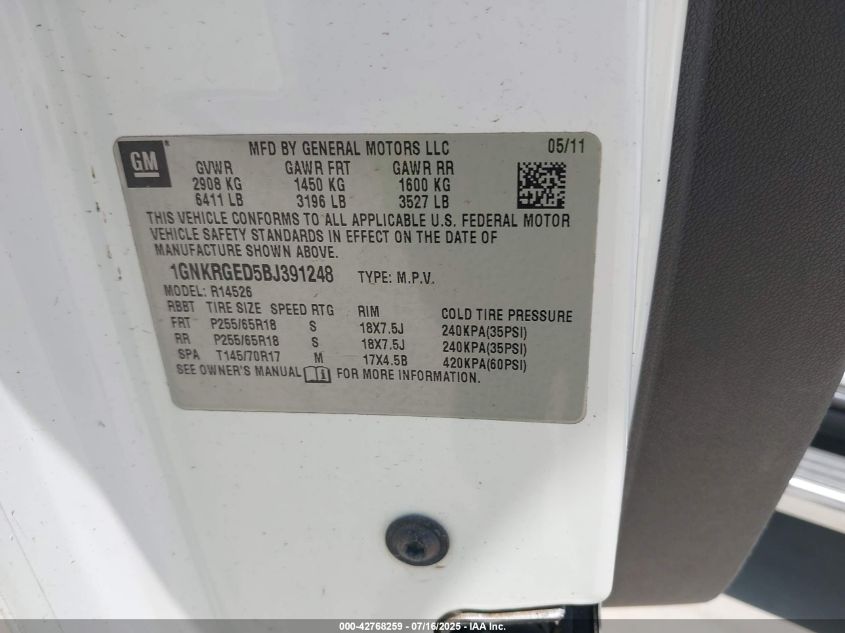 GM
MFD BY GENERAL MOTORS LLC 05/11
GVWR GAWR FRT GAWR RR
2908 KG 1450 KG 1600 KG
6411 LB 3196 LB 3527 LB
THIS VEHICLE CONFORMS TO ALL APPLICABLE U.S. FEDERAL MOTOR
VEHICLE SAFETY STANDARDS IN EFFECT ON THE DATE OF
MANUFACTURE SHOWN ABOVE.
1GNKRGED5BJ391248 TYPE: M.P.V.
MODEL: R14526
RBBT TIRE SIZE SPEED RTG RIM COLD TIRE PRESSURE
FRT P255/65R18 S 18X7.5J 240KPA(35PSI)
RR P255/65R18 S 18X7.5J 240KPA(35PSI)
SPA T145/70R17 M 17X4.5B 420KPA(60PSI)
SEE OWNER'S MANUAL FOR MORE INFORMATION.
000-42768259 - 07/16/2025 - IAA Inc.